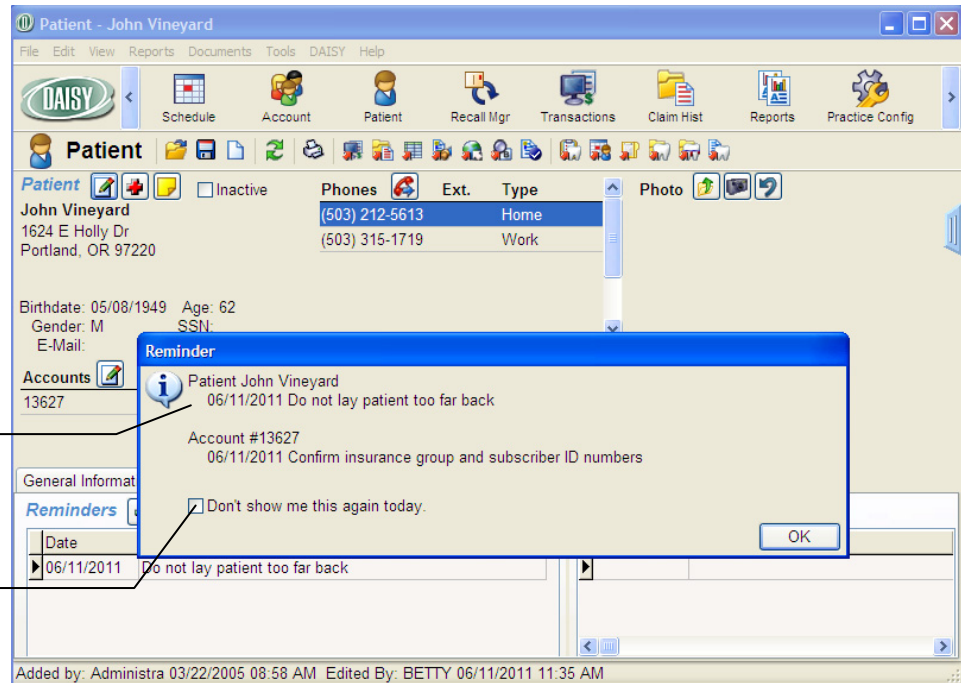 Patient - John Vineyard
File Edit View Reports Documents Tools DAISY Help
DAISY
Schedule Account Patient Recall Mgr Transactions Claim Hist Reports Practice Config
Patient
Patient Inactive Phones Ext. Type Photo
John Vineyard
(503) 212-5613 Home
1624 E Holly Dr
(503) 315-1719 Work
Portland, OR 97220
Birthdate: 05/08/1949 Age: 62
Gender: M SSN:
E-Mail:
Reminder
Accounts
Patient John Vineyard
06/11/2011 Do not lay patient too far back
13627
Account #13627
06/11/2011 Confirm insurance group and subscriber ID numbers
General Informat
Reminders
Don't show me this again today.
OK
Date
06/11/2011 Do not lay patient too far back
Added by: Administra 03/22/2005 08:58 AM Edited By: BETTY 06/11/2011 11:35 AM